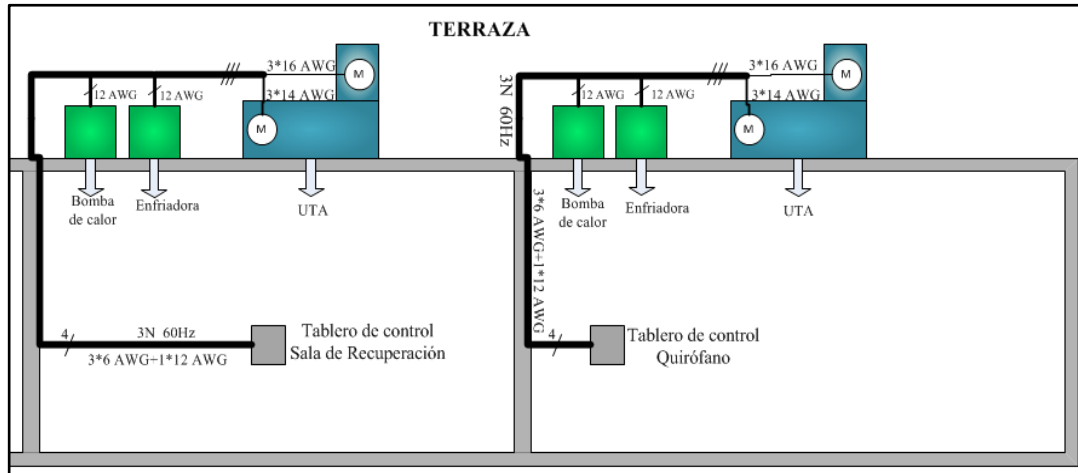 TERRAZA
3*16 AWG
12 AWG
12 AWG
3*14 AWG
M
M
Bomba
de calor
Enfriadora
UTA
4
3N 60Hz
3*6 AWG+1*12 AWG
Tablero de control
Sala de Recuperación
3N 60Hz
3*16 AWG
12 AWG
12 AWG
3*14 AWG
M
M
Bomba
de calor
Enfriadora
UTA
3*6 AWG+1*12 AWG
4
Tablero de control
Quirófano